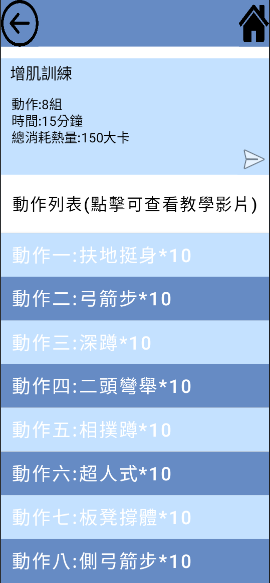 增肌訓練
動作:8組
時間:15分鐘
總消耗熱量:150大卡
動作列表(點擊可查看教學影片)
動作一:扶地挺身*10
動作二:弓箭步*10
動作三:深蹲*10
動作四:二頭彎舉*10
動作五:相撲蹲*10
動作六:超人式*10
動作七:板凳撐體*10
動作八:側弓箭步*10